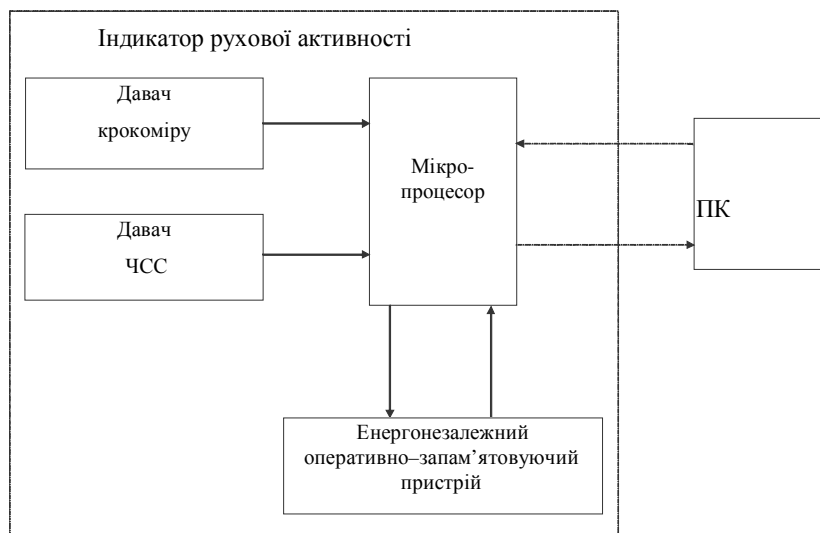 Індикатор рухової активності
Давач
крокоміру
Мікро-
процесор
ПК
Давач
ЧСС
Енергонезалежний
оперативно–запам’ятовуючий
пристрій